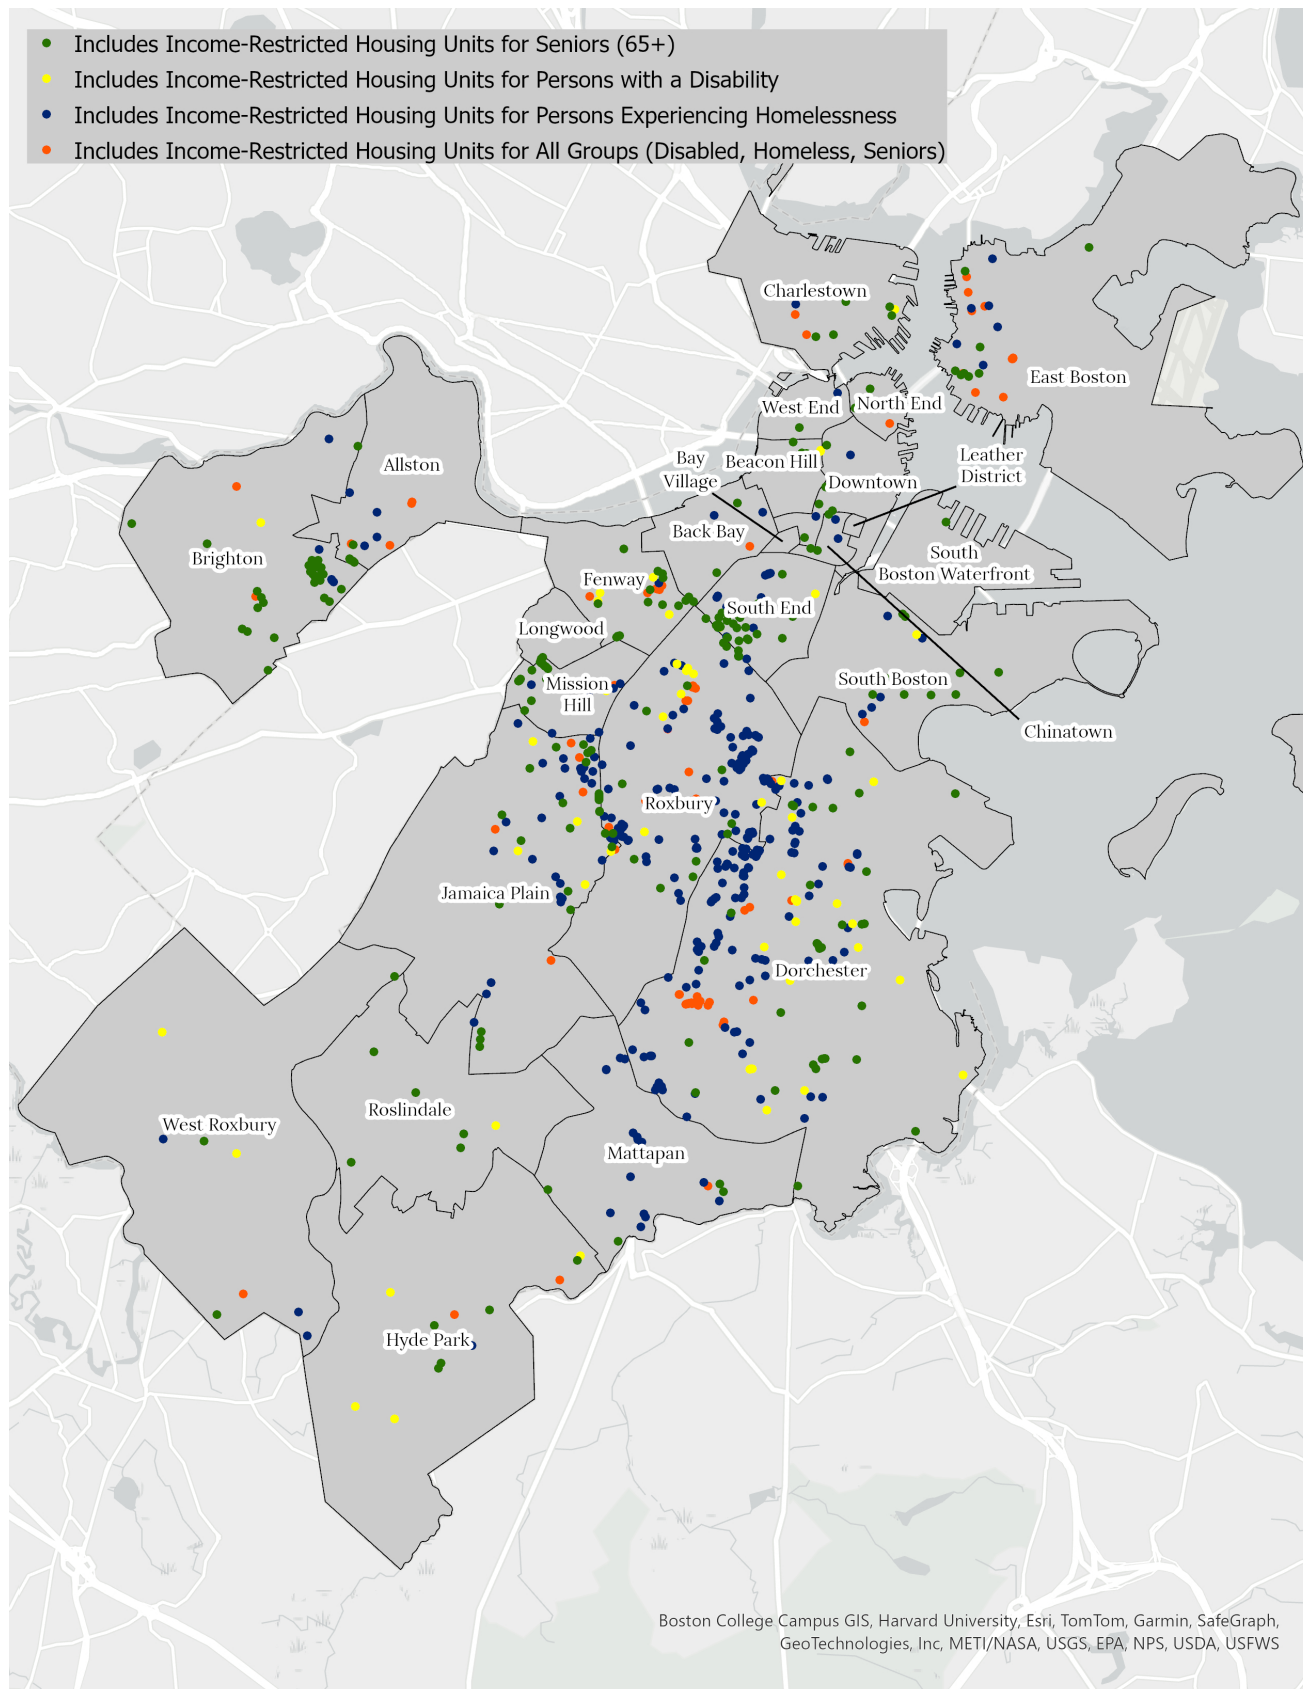 Includes Income-Restricted Housing Units for Seniors (65+)
Includes Income-Restricted Housing Units for Persons with a Disability
Includes Income-Restricted Housing Units for Persons Experiencing Homelessness
Includes Income-Restricted Housing Units for All Groups (Disabled, Homeless, Seniors)
Charlestown
East Boston
West End
North End
Bay
Village
Beacon Hill
Leather
District
Allston
Downtown
Back Bay
Brighton
South
Boston Waterfront
Fenway
South End
Longwood
Mission
Hill
South Boston
Chinatown
Roxbury
Jamaica Plain
Dorchester
Roslindale
West Roxbury
Mattapan
Hyde Park
Boston College Campus GIS, Harvard University, Esri, TomTom, Garmin, SafeGraph,
GeoTechnologies, Inc, METI/NASA, USGS, EPA, NPS, USDA, USFWS